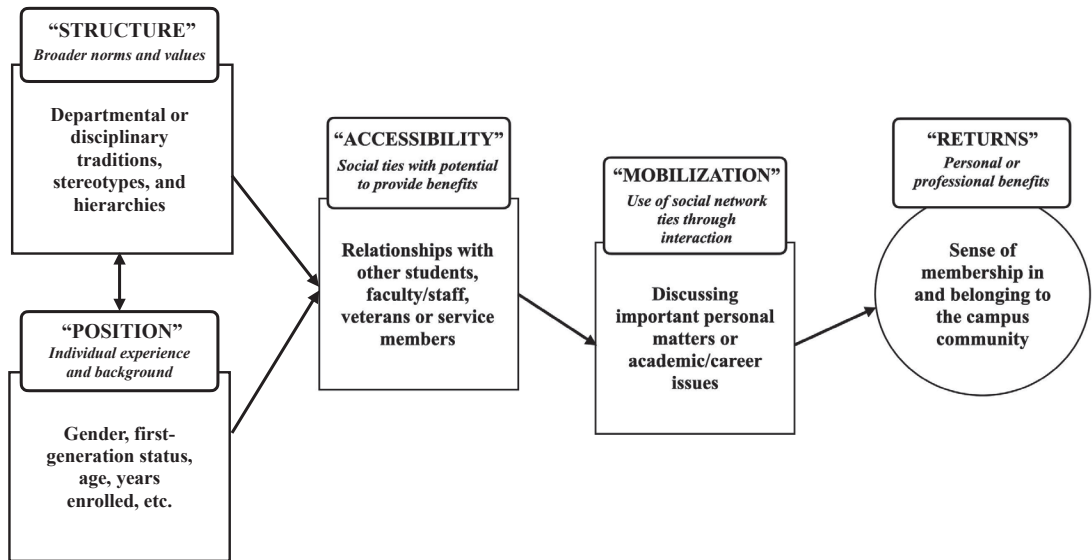 “STRUCTURE”
Broader norms and values
Departmental or
disciplinary
traditions,
stereotypes, and
hierarchies
“POSITION”
Individual experience
and background
Gender, first-
generation status,
age, years
enrolled, etc.
“ACCESSIBILITY”
Social ties with potential
to provide benefits
Relationships with
other students,
faculty/staff,
veterans or service
members
“MOBILIZATION”
Use of social network
ties through
interaction
Discussing
important personal
matters or
academic/career
issues
“RETURNS”
Personal or
professional benefits
Sense of
membership in
and belonging to
the campus
community